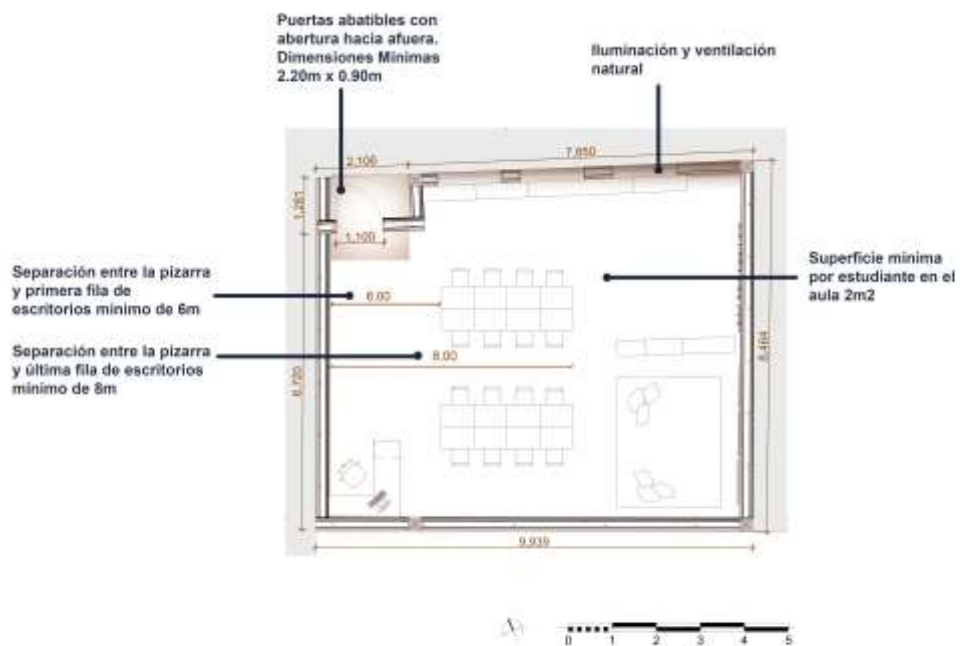 Puertas abatibles con
abertura hacia afuera.
Dimensiones Mínimas
2.20m x 0.90m
Iluminación y ventilación
natural
2,106
7,850
1,281
1,100
Separación entre la pizarra
y primera fila de
escritorios mínimo de 6m
6.00
Superficie mínima
por estudiante en el
aula 2m2
Separación entre la pizarra
y última fila de escritorios
mínimo de 8m
8.00
6,720
8,464
9,939
0 1 2 3 4 5